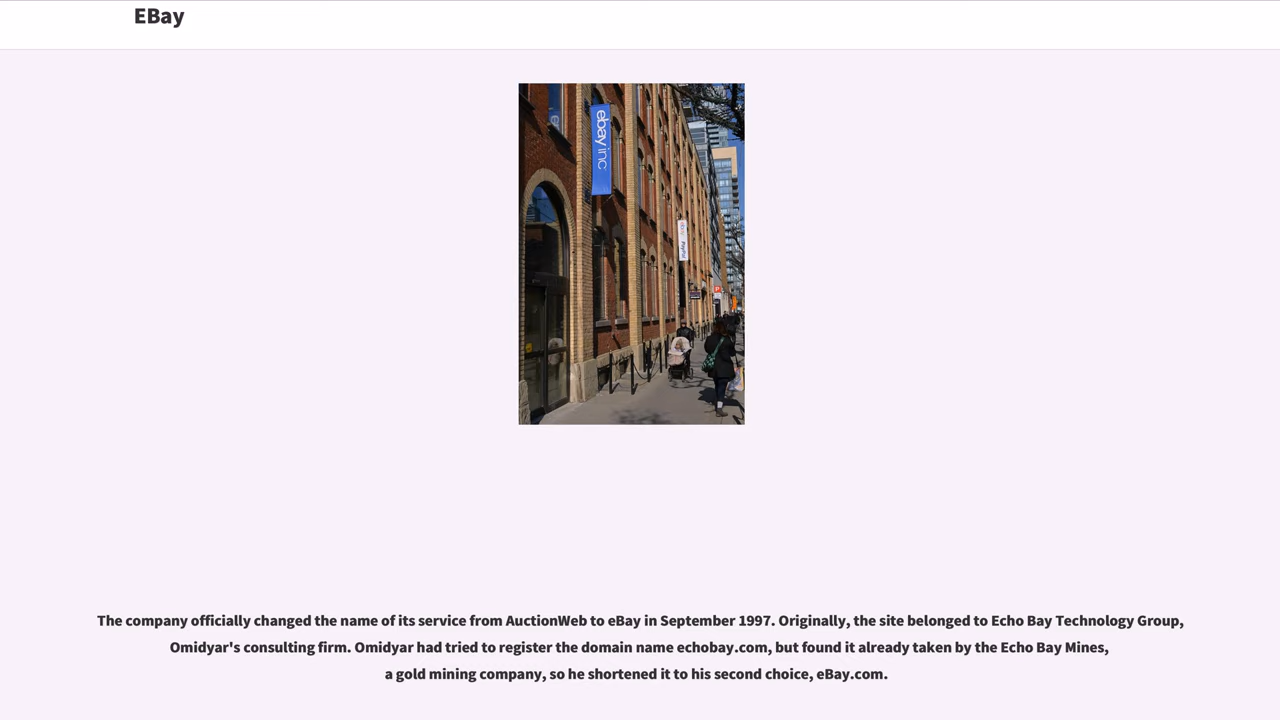 EBay
ebay inc
PayPal
P
The company officially changed the name of its service from AuctionWeb to eBay in September 1997. Originally, the site belonged to Echo Bay Technology Group,
Omidyar's consulting firm. Omidyar had tried to register the domain name echobay.com, but found it already taken by the Echo Bay Mines,
a gold mining company, so he shortened it to his second choice, eBay.com.